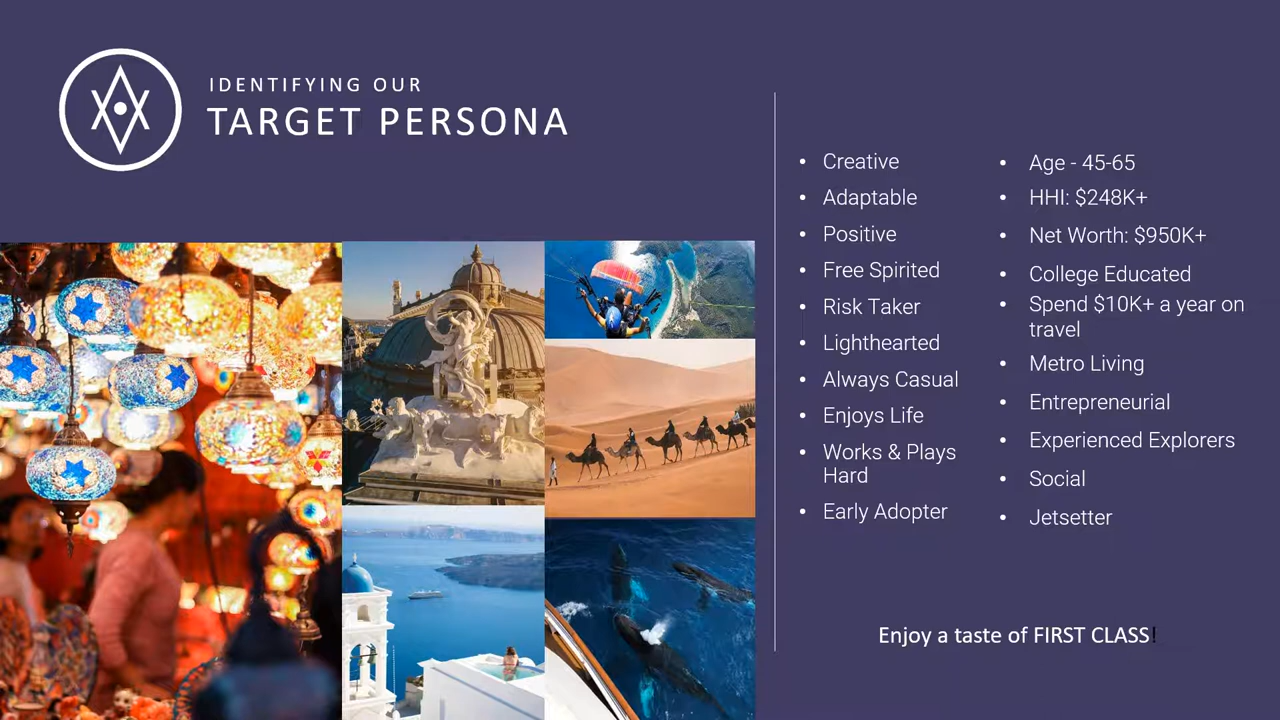 IDENTIFYING OUR
TARGET PERSONA
• Creative
• Adaptable
• Positive
• Free Spirited
• Risk Taker
• Lighthearted
• Always Casual
• Enjoys Life
• Works & Plays
Hard
• Early Adopter
• Age - 45-65
• HHI: $248K+
• Net Worth: $950K+
• College Educated
• Spend $10K+ a year on
travel
• Metro Living
• Entrepreneurial
• Experienced Explorers
• Social
• Jetsetter
Enjoy a taste of FIRST CLASS!